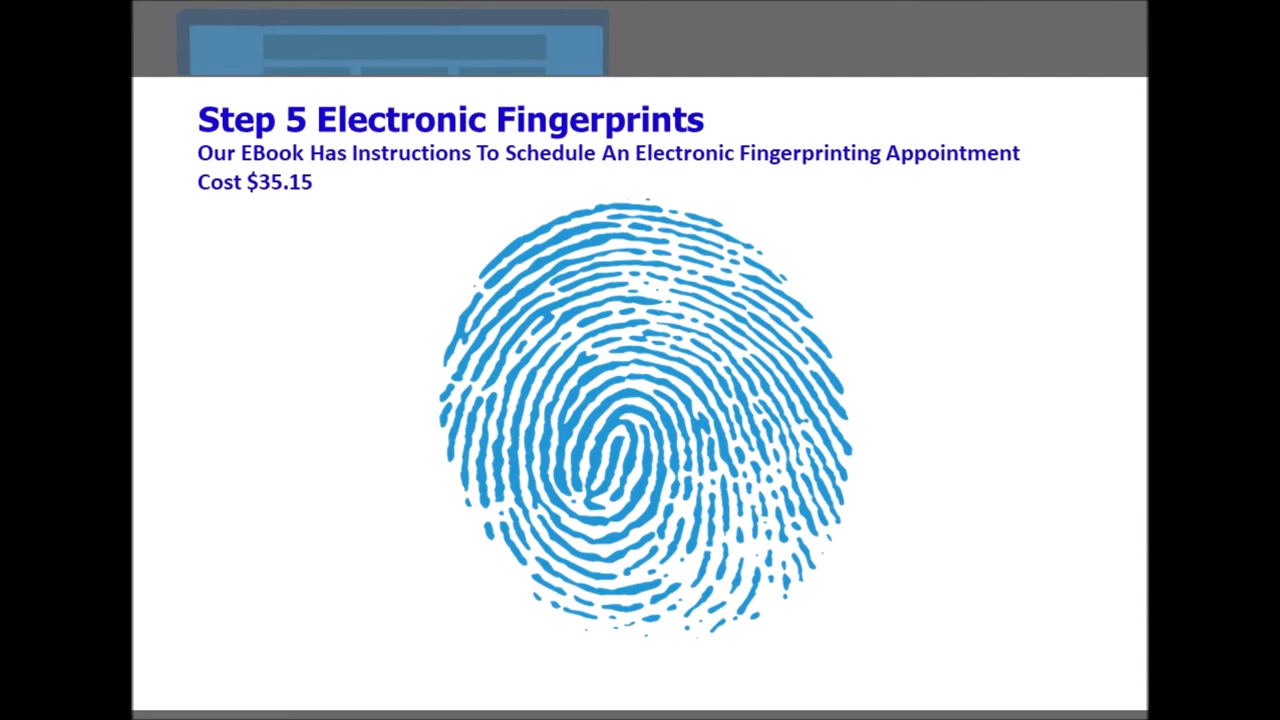 Step 5 Electronic Fingerprints
Our EBook Has Instructions To Schedule An Electronic Fingerprinting Appointment
Cost $35.15